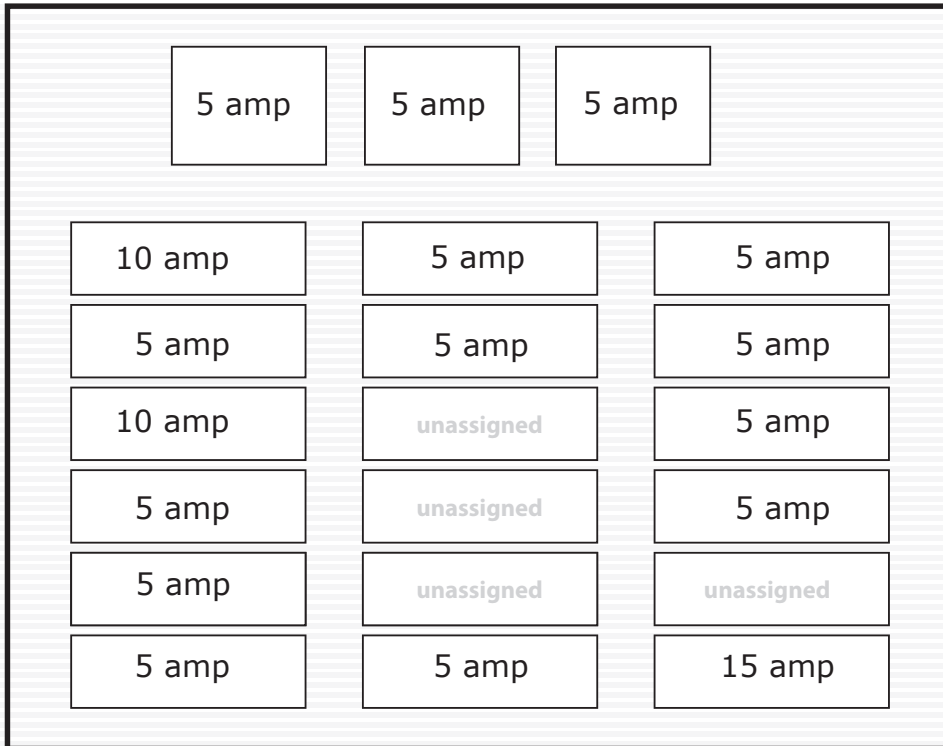 5 amp 5 amp 5 amp
10 amp 5 amp 5 amp
5 amp 5 amp 5 amp
10 amp unassigned 5 amp
5 amp unassigned 5 amp
5 amp unassigned unassigned
5 amp 5 amp 15 amp